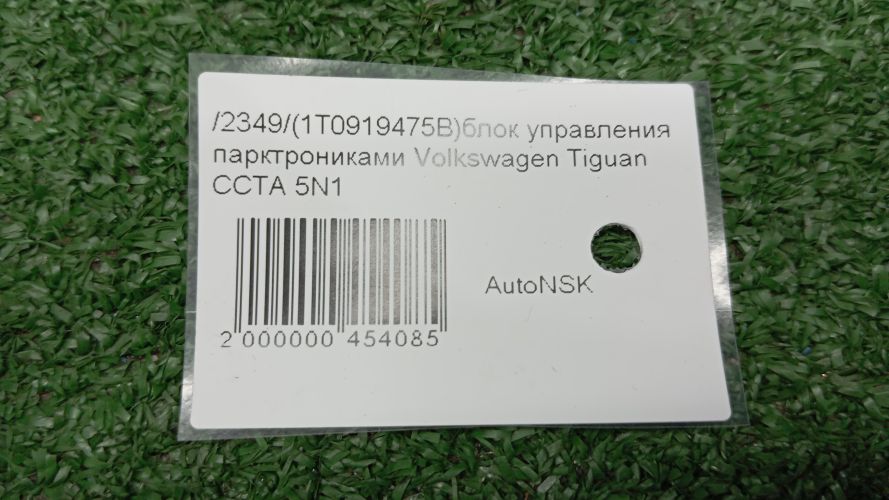 /2349/(1T0919475B)блок управления
парктрониками Volkswagen Tiguan
CCTA 5N1
AutoNSK
2 000000 454085